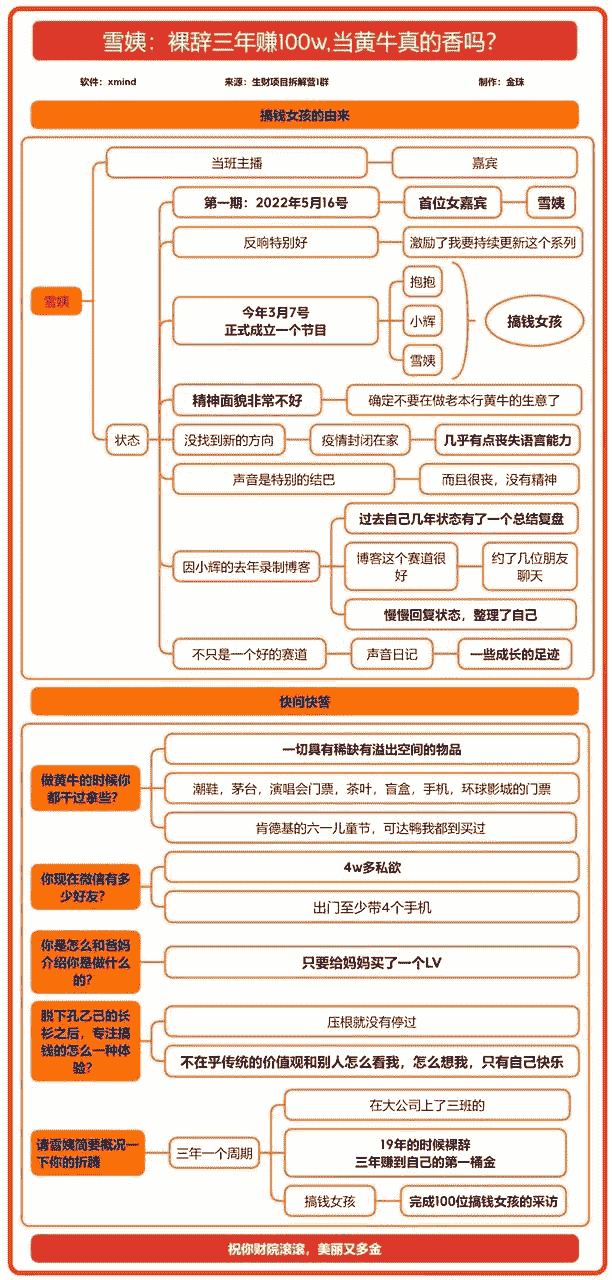 雪姨：裸辞三年赚100w,当黄牛真的香吗？
软件：xmind
来源：生财项目拆解营1群
制作：金珠
搞钱女孩的由来
雪姨
当班主播
嘉宾
状态
第一期：2022年5月16号
首位女嘉宾
雪姨
反响特别好
激励了我要持续更新这个系列
今年3月7号
正式成立一个节目
抱抱
小辉
雪姨
搞钱女孩
精神面貌非常不好
确定不要在做老本行黄牛的生意了
没找到新的方向
疫情封闭在家
几乎有点丧失语言能力
声音是特别的结巴
而且很丧，没有精神
因小辉的去年录制博客
过去自己几年状态有了一个总结复盘
博客这个赛道很
好
约了几位朋友
聊天
慢慢回复状态，整理了自己
不只是一个好的赛道
声音日记
一些成长的足迹
快问快答
做黄牛的时候你
都干过拿些？
一切具有稀缺有溢出空间的物品
潮鞋，茅台，演唱会门票，茶叶，盲盒，手机，环球影城的门票
肯德基的六一儿童节，可达鸭我都到买过
你现在微信有多
少好友？
4w多私欲
出门至少带4个手机
你是怎么和爸妈
介绍你是做什么
的？
只要给妈妈买了一个LV
脱下孔乙己的长
衫之后，专注搞
钱的怎么一种体
验？
压根就没有停过
不在乎传统的价值观和别人怎么看我，怎么想我，只有自己快乐
请雪姨简要概况一
下你的折腾
三年一个周期
在大公司上了三班的
19年的时候裸辞
三年赚到自己的第一桶金
搞钱女孩
完成100位搞钱女孩的采访
祝你财院滚滚，美丽又多金